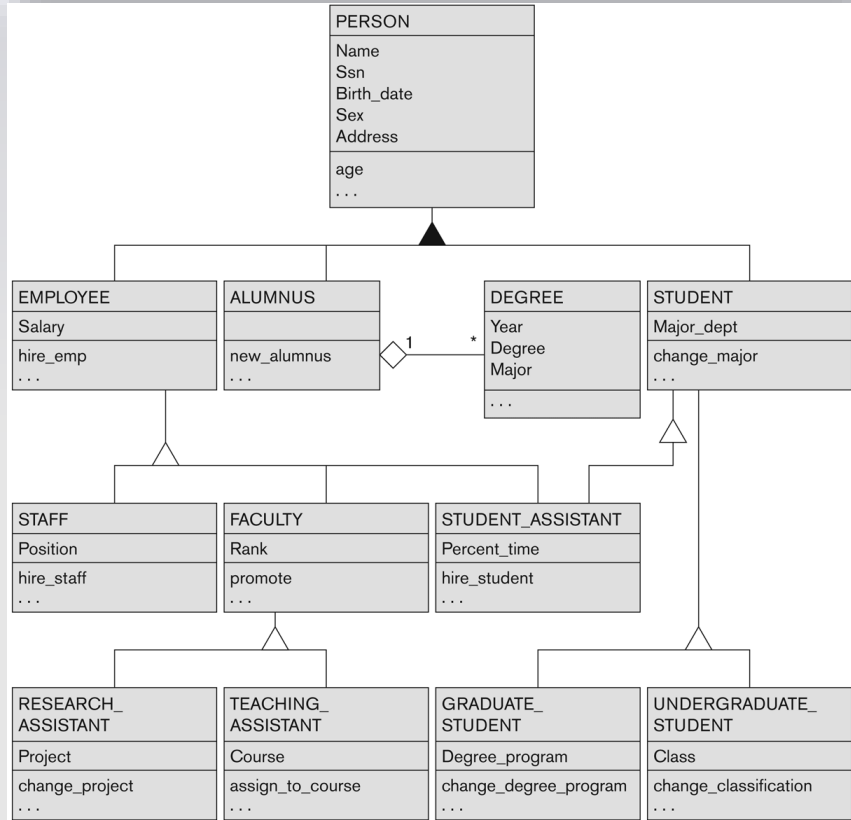 PERSON
Name
Ssn
Birth_date
Sex
Address
age
. . .
EMPLOYEE
Salary
hire_emp
. . .
ALUMNUS
new_alumnus
. . .
1
*
DEGREE
Year
Degree
Major
. . .
STUDENT
Major_dept
change_major
. . .
STAFF
Position
hire_staff
. . .
FACULTY
Rank
promote
. . .
STUDENT_ASSISTANT
Percent_time
hire_student
. . .
RESEARCH_
ASSISTANT
Project
change_project
. . .
TEACHING_
ASSISTANT
Course
assign_to_course
. . .
GRADUATE_
STUDENT
Degree_program
change_degree_program
. . .
UNDERGRADUATE_
STUDENT
Class
change_classification
. . .